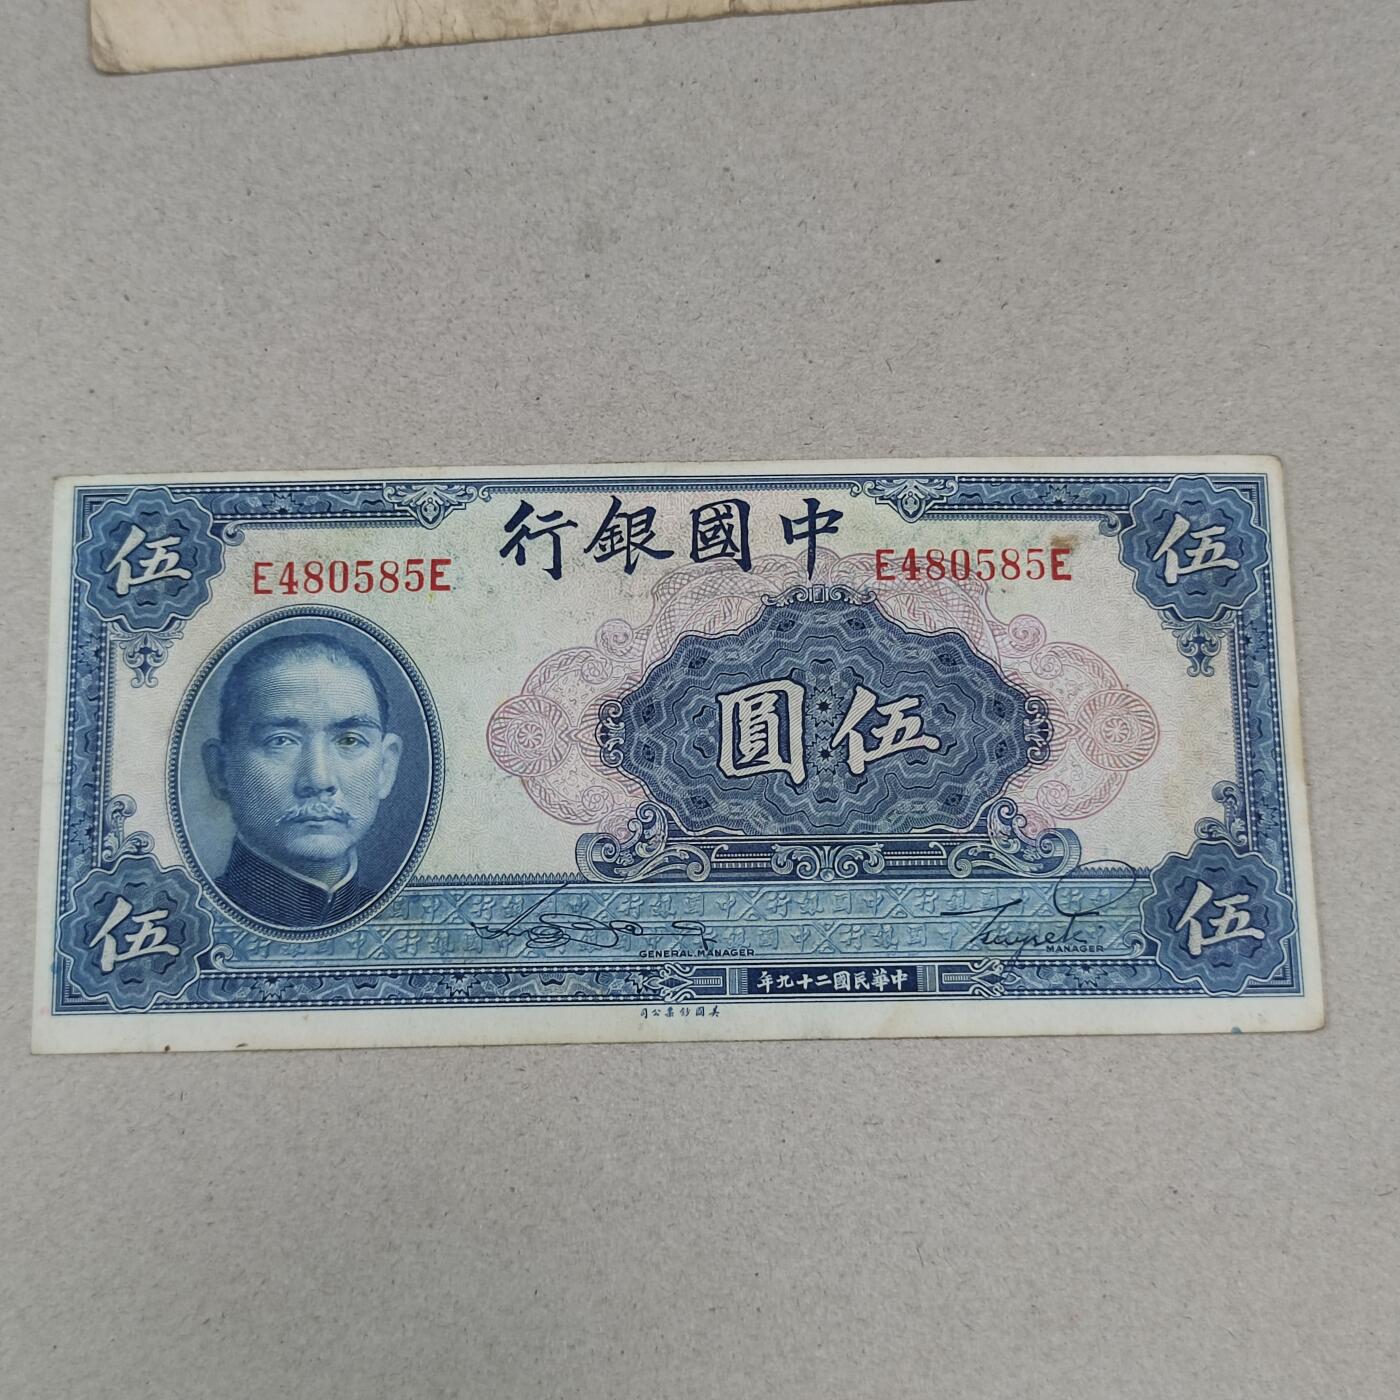 中國銀行
E480585E
E480585E
伍
伍
伍圓
伍
伍
GENERAL MANAGER
MANAGER
中華民國二十九年
美國鈔票公司